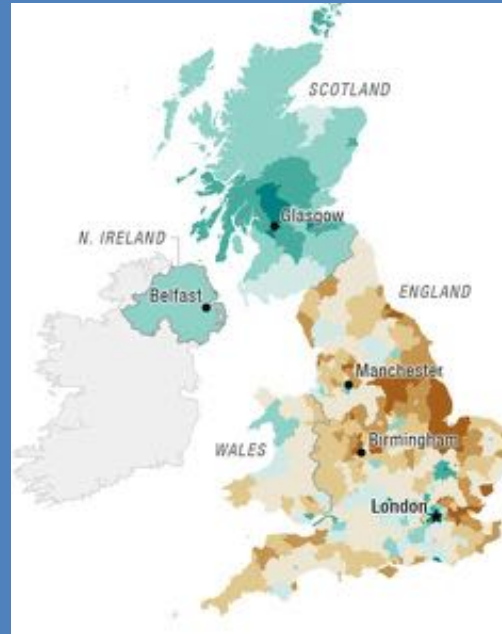 SCOTLAND
Glasgow
N. IRELAND
Belfast
ENGLAND
Manchester
WALES
Birmingham
London